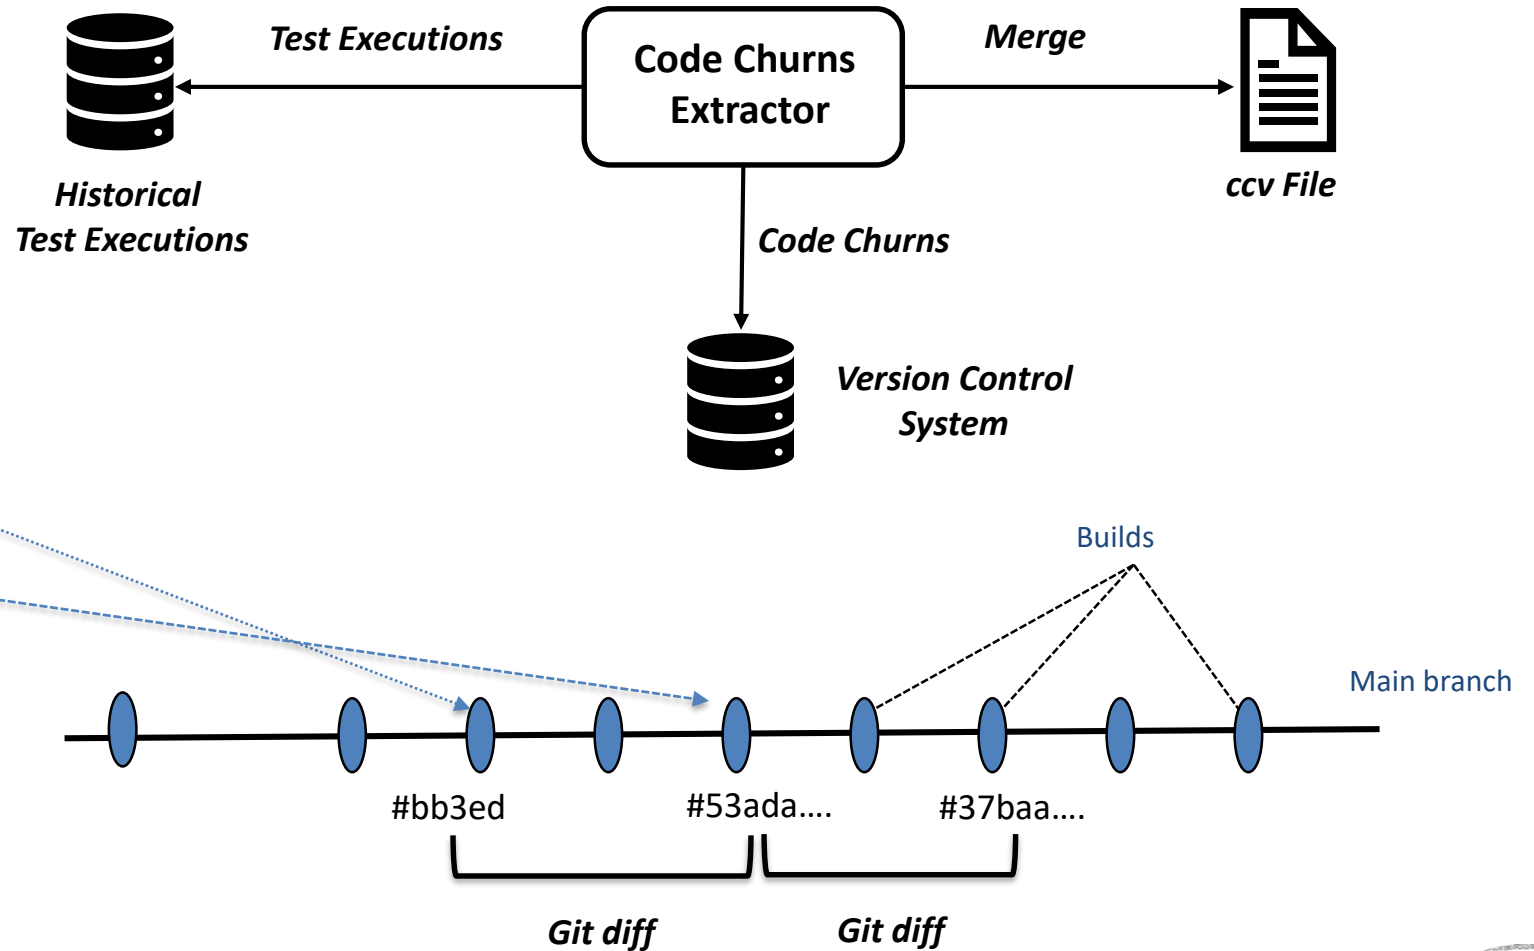 Test Executions
Code Churns
Extractor
Merge
Historical
Test Executions
ccv File
Code Churns
Version Control
System
Builds
Main branch
#bb3ed
#53ada....
#37baa....
Git diff
Git diff